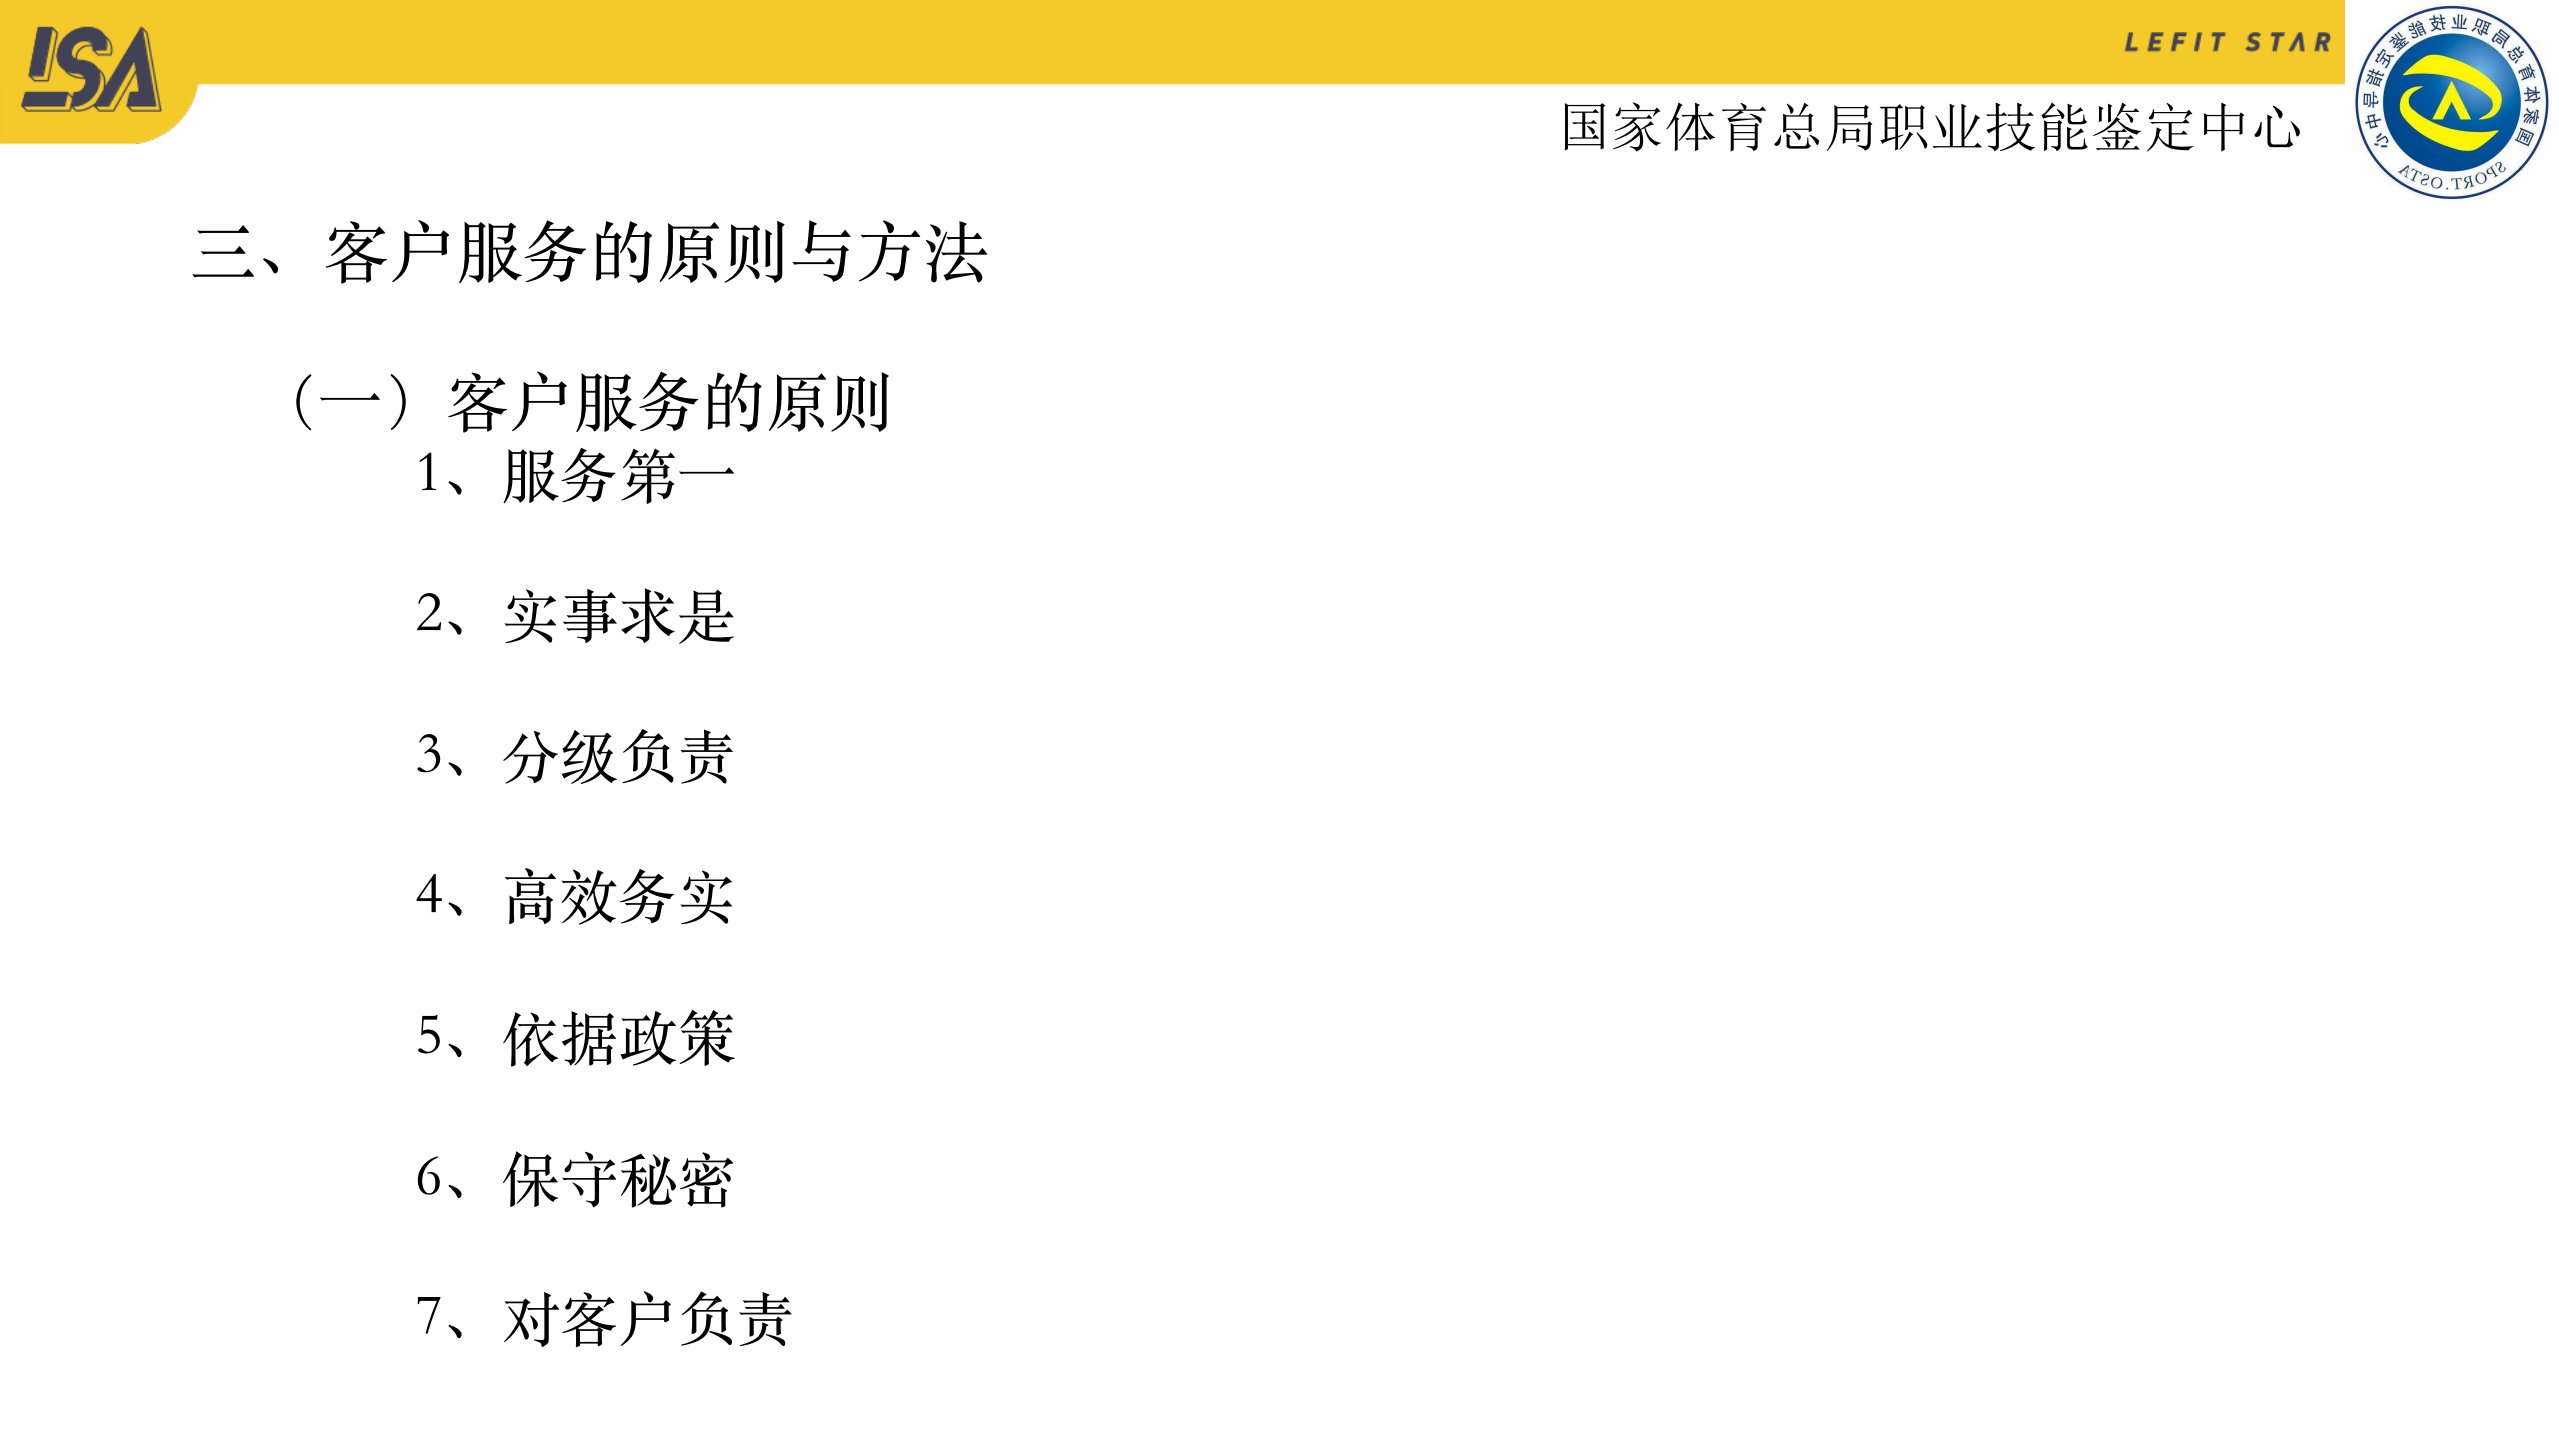 LSA
LEFIT STAR
国家体育总局职业技能鉴定中心
国家体育总局职业技能鉴定指导中心
SPORT.OSTA
三、客户服务的原则与方法
（一）客户服务的原则
1、服务第一
2、实事求是
3、分级负责
4、高效务实
5、依据政策
6、保守秘密
7、对客户负责